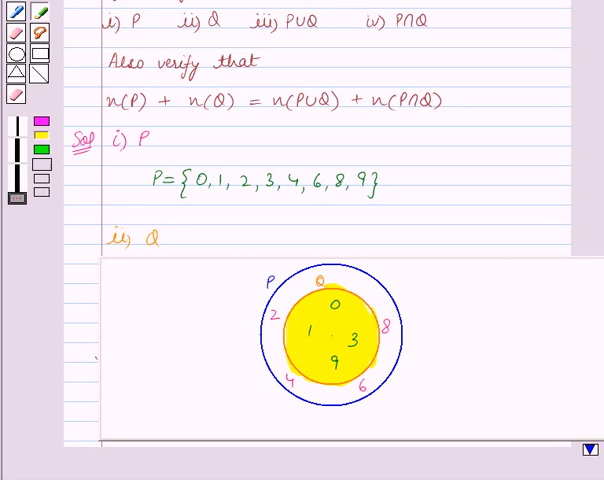 i) P ii) Q iii) P∪Q iv) P∩Q
Also verify that
n(P) + n(Q) = n(P∪Q) + n(P∩Q)
Sol i) P
P = {0, 1, 2, 3, 4, 6, 8, 9}
ii) Q
P Q
0
2 8
1 3
9
4 6